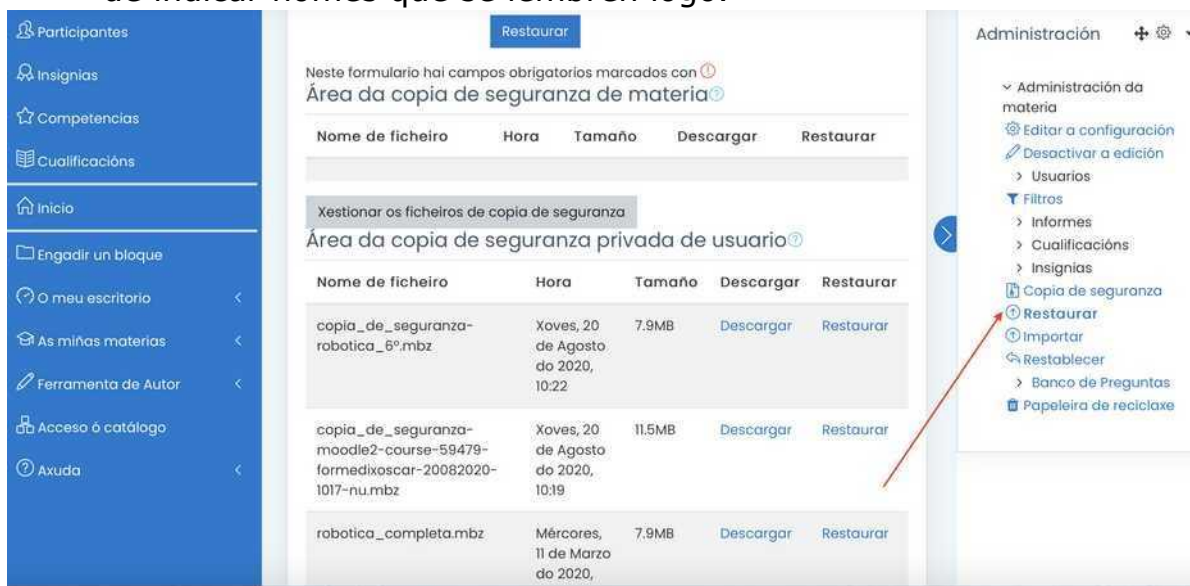 de indicar nomes que se lembren logo.
Participantes
Insignias
Competencias
Cualificacións
Inicio
Engadir un bloque
O meu escritorio
As miñas materias
Ferramenta de Autor
Acceso ó catálogo
Axuda
Restaurar
Neste formulario hai campos obrigatorios marcados con
Área da copia de seguranza de materia
Nome de ficheiro Hora Tamaño Descargar Restaurar
Xestionar os ficheiros de copia de seguranza
Área da copia de seguranza privada de usuario
Nome de ficheiro Hora Tamaño Descargar Restaurar
copia_de_seguranza- Xoves, 20 7.9MB Descargar Restaurar
robotica_6º.mbz de Agosto
do 2020,
10:22
copia_de_seguranza- Xoves, 20 11.5MB Descargar Restaurar
moodle2-course-59479- de Agosto
formedixoscar-20082020- do 2020,
1017-nu.mbz 10:19
robotica_completa.mbz Mércores, 7.9MB Descargar Restaurar
11 de Marzo
do 2020,
Administración
Administración da
materia
Editar a configuración
Desactivar a edición
Usuarios
Filtros
Informes
Cualificacións
Insignias
Copia de seguranza
Restaurar
Importar
Restablecer
Banco de Preguntas
Papeleira de reciclaxe